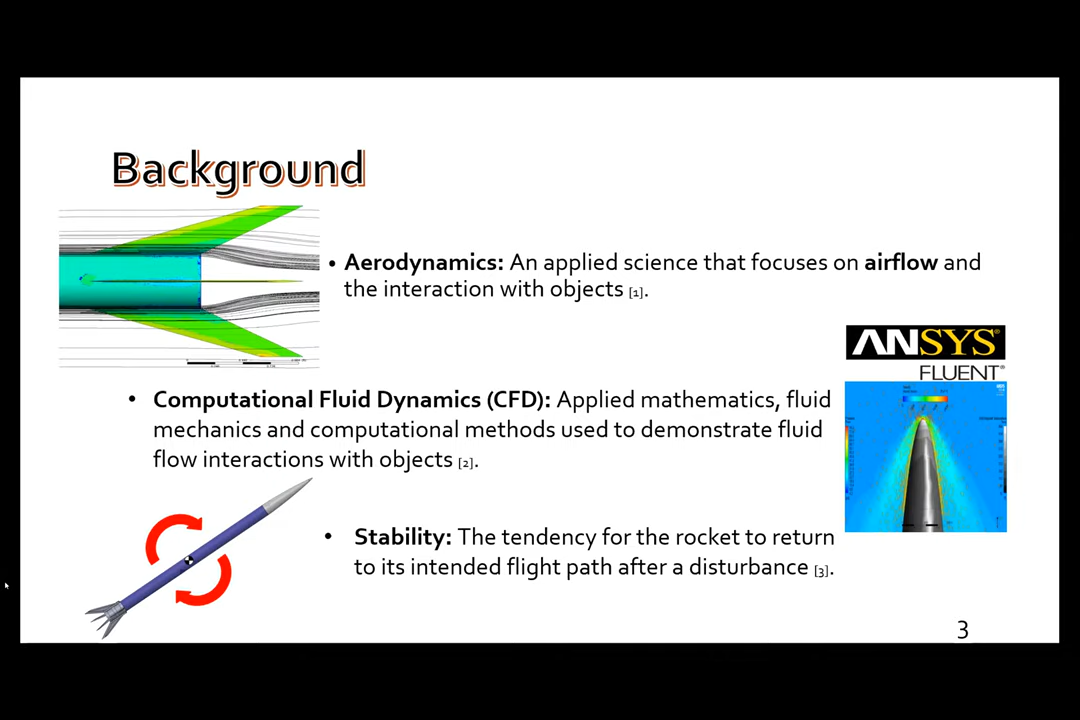 Background
• Aerodynamics: An applied science that focuses on airflow and
the interaction with objects [1].
ANSYS®
FLUENT®
• Computational Fluid Dynamics (CFD): Applied mathematics, fluid
mechanics and computational methods used to demonstrate fluid
flow interactions with objects [2].
• Stability: The tendency for the rocket to return
to its intended flight path after a disturbance [3].
3